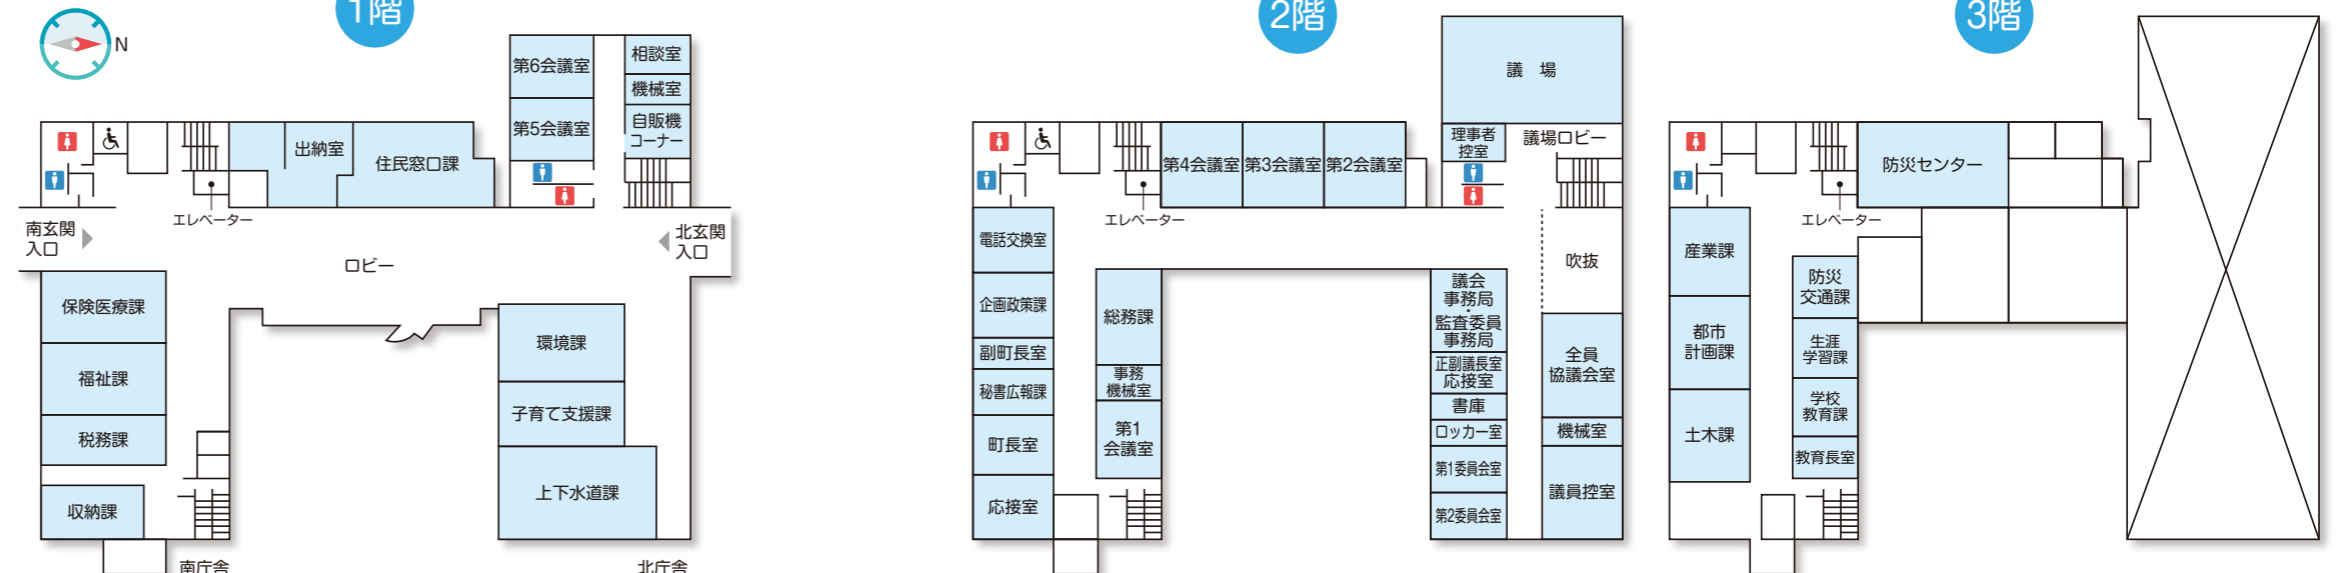 1階
N
第6会議室
相談室
機械室
第5会議室
自販機
コーナー
出納室
住民窓口課
エレベーター
南玄関
入口
北玄関
入口
ロビー
保険医療課
福祉課
税務課
収納課
環境課
子育て支援課
上下水道課
南庁舎
北庁舎
2階
議 場
理事者
控室
議場ロビー
第4会議室
第3会議室
第2会議室
エレベーター
吹抜
電話交換室
企画政策課
副町長室
秘書広報課
町長室
応接室
総務課
事務
機械室
第1
会議室
議会
事務局
・
監査委員
事務局
正副議長室
応接室
書庫
ロッカー室
第1委員会室
第2委員会室
全員
協議会室
機械室
議員控室
3階
防災センター
エレベーター
産業課
都市
計画課
土木課
防災
交通課
生涯
学習課
学校
教育課
教育長室